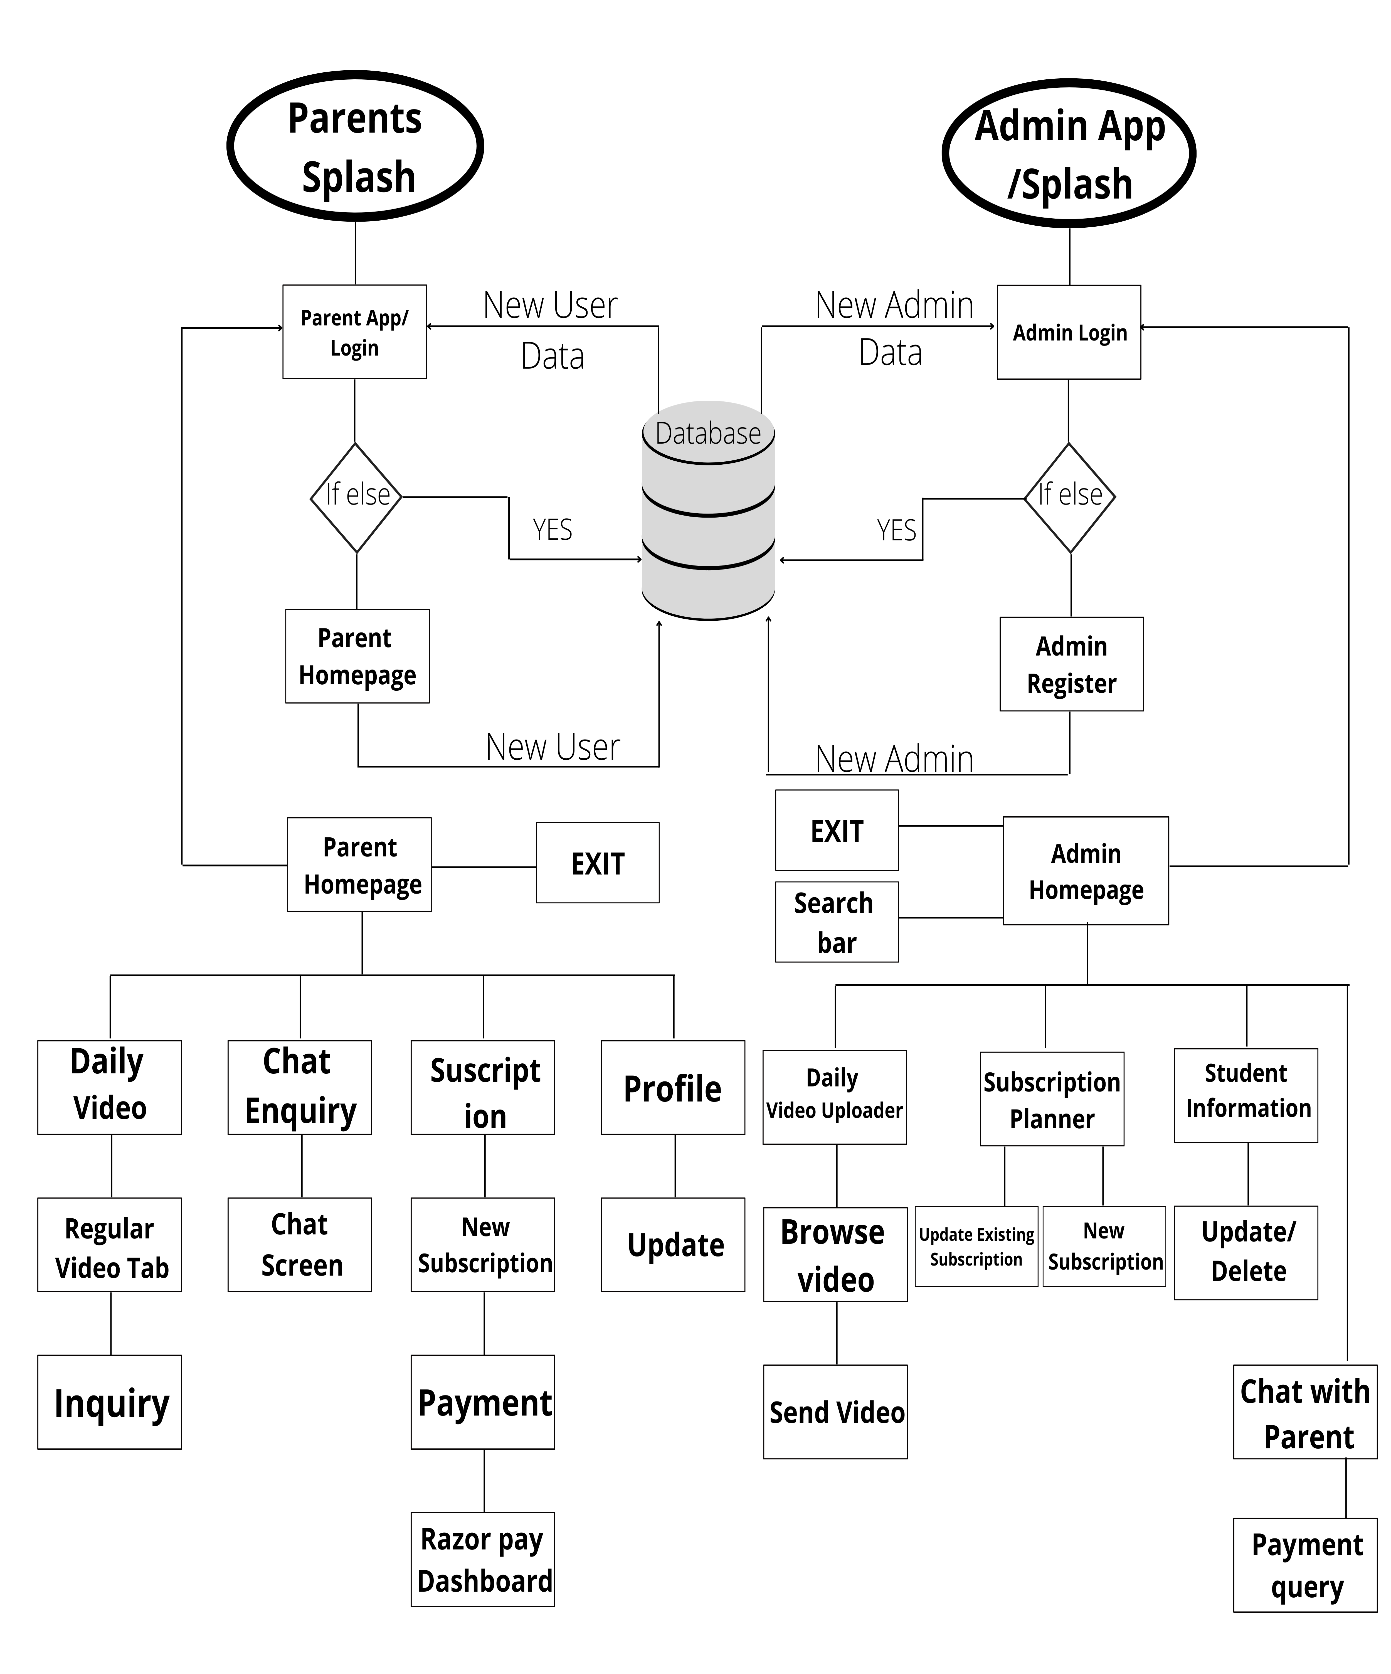 Parents
Splash
Admin App
/Splash
Parent App/
Login
New User
Data
New Admin
Data
Admin Login
Database
If else
YES
YES
If else
Parent
Homepage
Admin
Register
New User
New Admin
Parent
Homepage
EXIT
EXIT
Search
bar
Admin
Homepage
Daily
Video
Chat
Enquiry
Suscript
ion
Profile
Daily
Video Uploader
Subscription
Planner
Student
Information
Regular
Video Tab
Chat
Screen
New
Subscription
Update
Browse
video
Update Existing
Subscription
New
Subscription
Update/
Delete
Inquiry
Payment
Send Video
Chat with
Parent
Razor pay
Dashboard
Payment
query